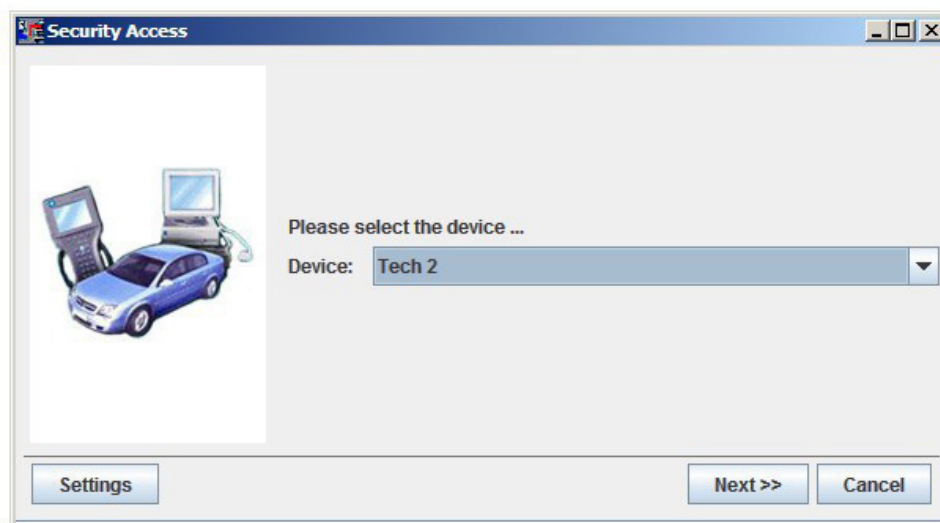 Security Access
Please select the device ...
Device: Tech 2
Settings Next >> Cancel